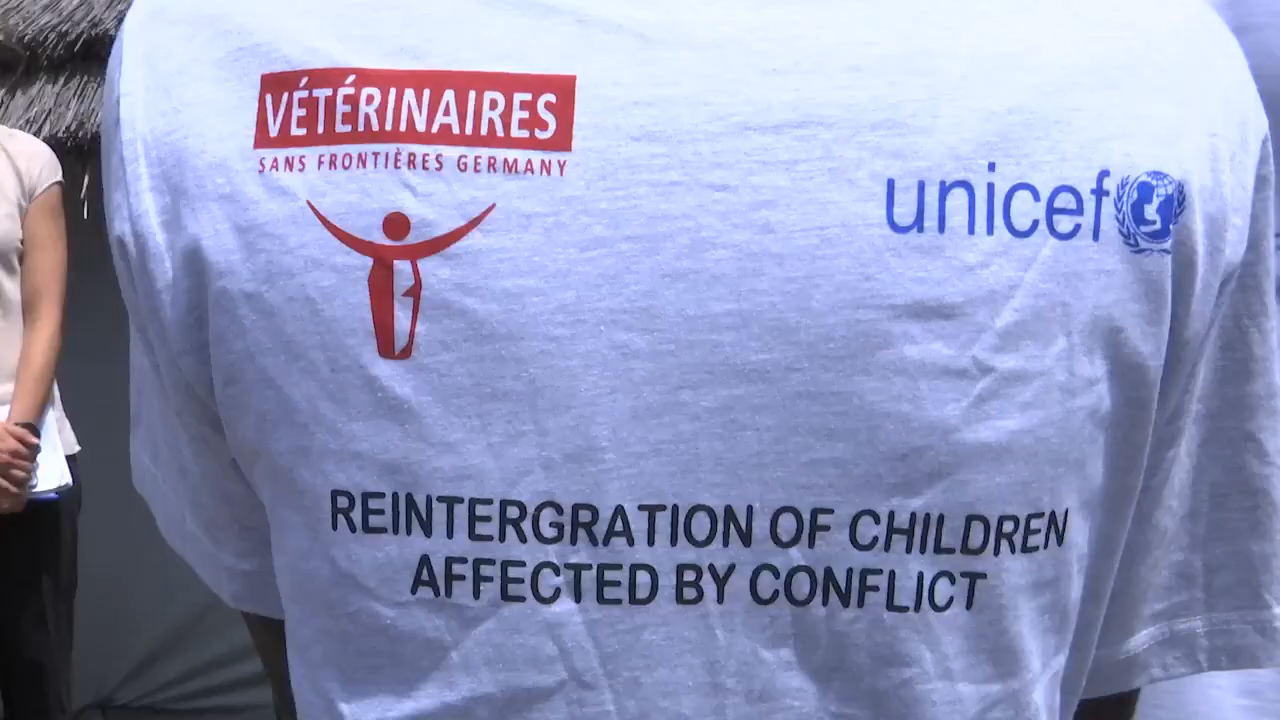 VÉTÉRINAIRES
SANS FRONTIÈRES GERMANY
unicef
REINTERGRATION OF CHILDREN
AFFECTED BY CONFLICT